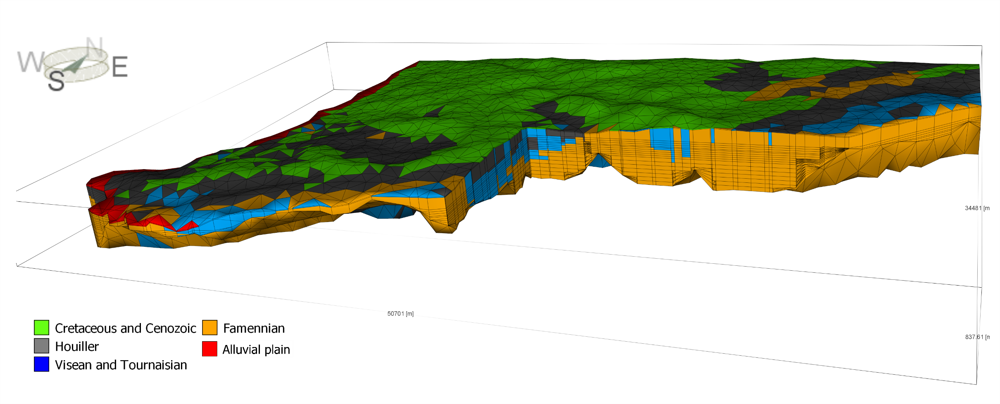 N
W
E
S
34481 [m
50701 [m]
837.61 [m
Cretaceous and Cenozoic
Famennian
Houiller
Alluvial plain
Visean and Tournaisian